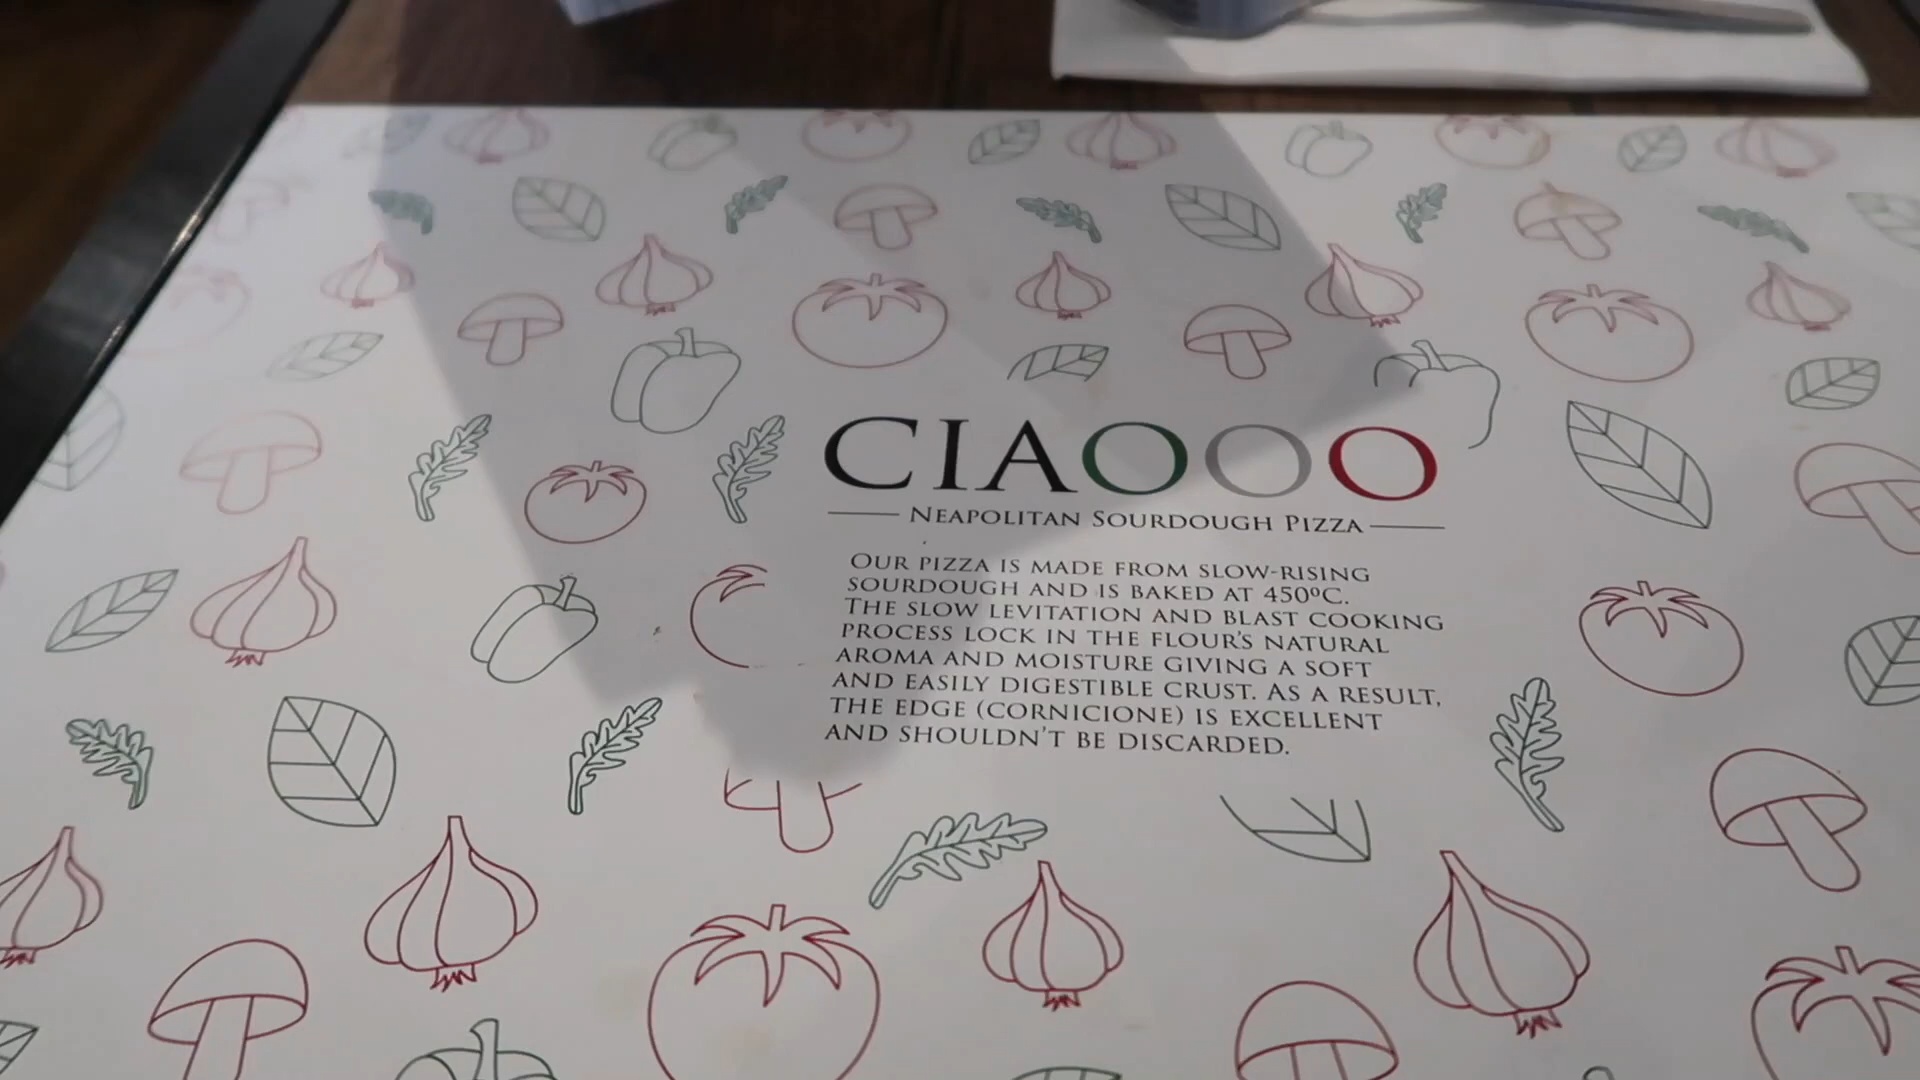 CIAOOO
NEAPOLITAN SOURDOUGH PIZZA
OUR PIZZA IS MADE FROM SLOW-RISING
SOURDOUGH AND IS BAKED AT 450ºC.
THE SLOW LEVITATION AND BLAST COOKING
PROCESS LOCK IN THE FLOUR'S NATURAL
AROMA AND MOISTURE GIVING A SOFT
AND EASILY DIGESTIBLE CRUST. AS A RESULT,
THE EDGE (CORNICIONE) IS EXCELLENT
AND SHOULDN'T BE DISCARDED.